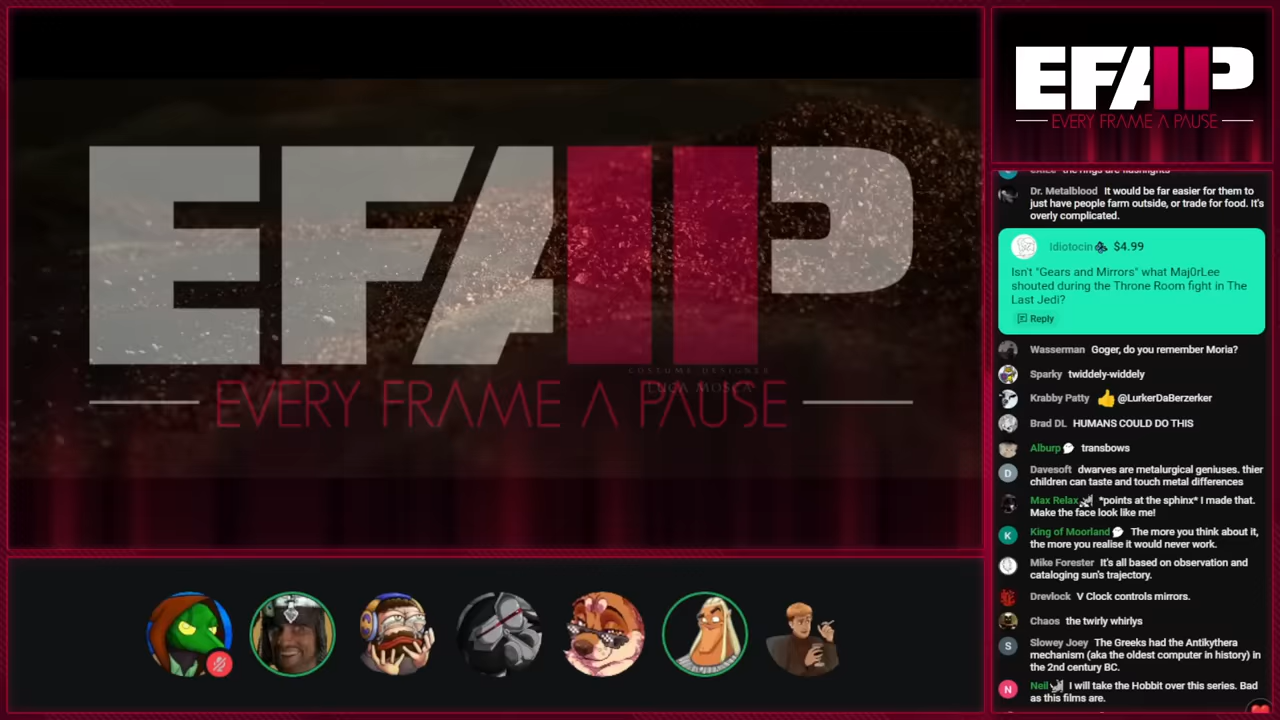 EFAP
EVERY FRAME A PAUSE
COSTUME DESIGNER
LUCA MOSCA
EFAP
EVERY FRAME A PAUSE
the rings are flashlights
Dr. Metalblood It would be far easier for them to
just have people farm outside, or trade for food. It's
overly complicated.
Idiotocin $4.99
Isn't "Gears and Mirrors" what Maj0rLee
shouted during the Throne Room fight in The
Last Jedi?
Reply
Wasserman Goger, do you remember Moria?
Sparky twiddely-widdely
Krabby Patty 👍 @LurkerDaBerzerker
Brad DL HUMANS COULD DO THIS
Alburp transbows
D Davesoft dwarves are metalurgical geniuses. thier
children can taste and touch metal differences
Max Relax *points at the sphinx* I made that.
Make the face look like me!
K King of Moorland The more you think about it,
the more you realise it would never work.
Mike Forester It's all based on observation and
cataloging sun's trajectory.
Drevlock V Clock controls mirrors.
Chaos the twirly whirlys
S Slowey Joey The Greeks had the Antikythera
mechanism (aka the oldest computer in history) in
the 2nd century BC.
N Neil I will take the Hobbit over this series. Bad
as this films are.